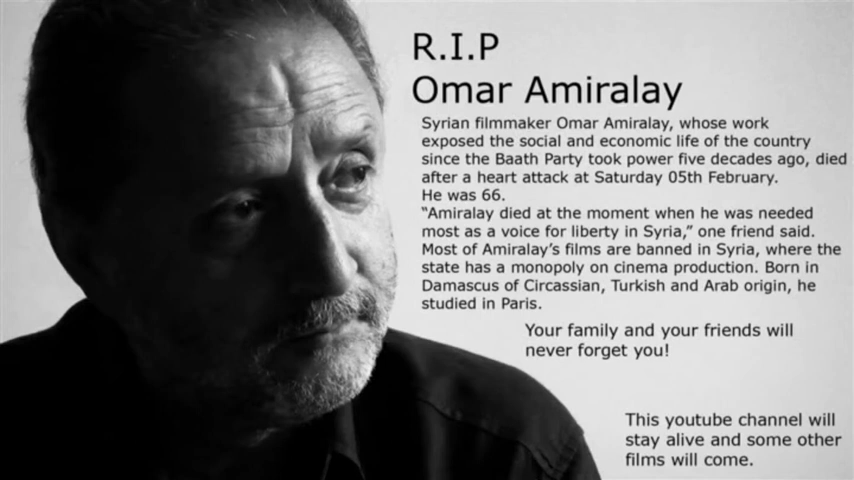 R.I.P
Omar Amiralay
Syrian filmmaker Omar Amiralay, whose work
exposed the social and economic life of the country
since the Baath Party took power five decades ago, died
after a heart attack at Saturday 05th February.
He was 66.
“Amiralay died at the moment when he was needed
most as a voice for liberty in Syria,” one friend said.
Most of Amiralay’s films are banned in Syria, where the
state has a monopoly on cinema production. Born in
Damascus of Circassian, Turkish and Arab origin, he
studied in Paris.
Your family and your friends will
never forget you!
This youtube channel will
stay alive and some other
films will come.